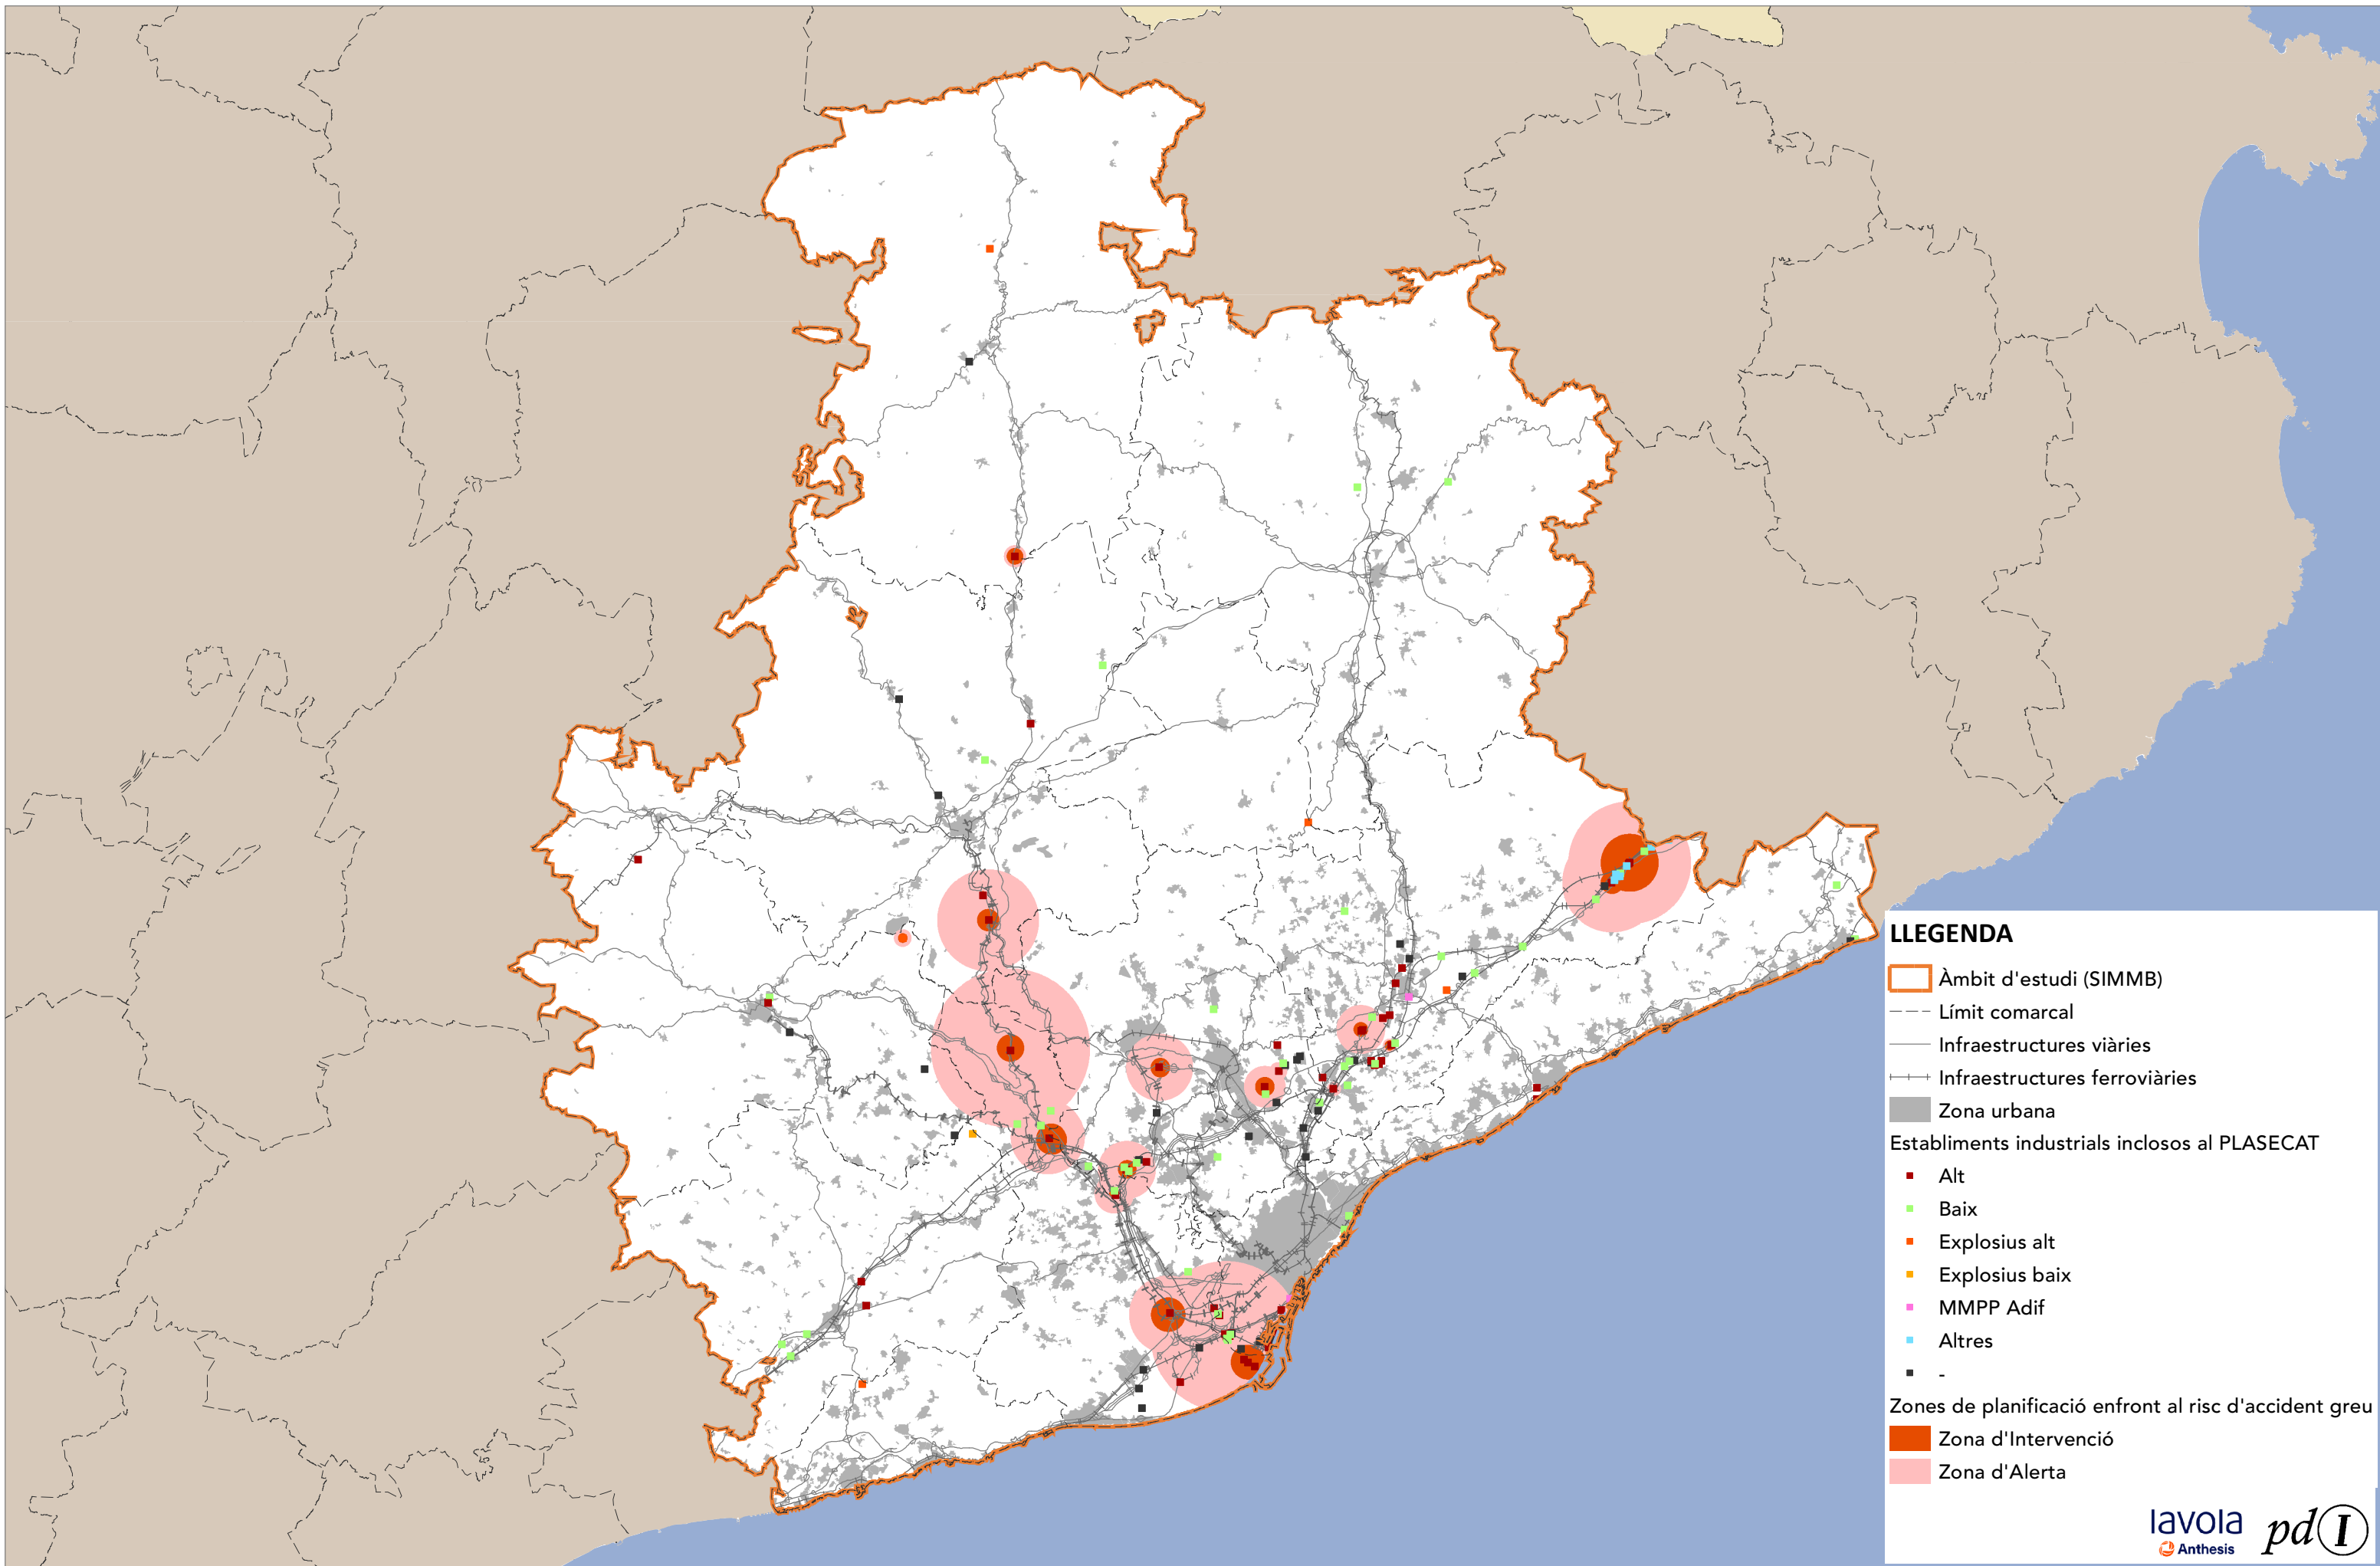 LLEGENDA
Àmbit d'estudi (SIMMB)
Límit comarcal
Infraestructures viàries
Infraestructures ferroviàries
Zona urbana
Establiments industrials inclosos al PLASECAT
Alt
Baix
Explosius alt
Explosius baix
MMPP Adif
Altres
-
Zones de planificació enfront al risc d'accident greu
Zona d'Intervenció
Zona d'Alerta
lavola
Anthesis
pdI